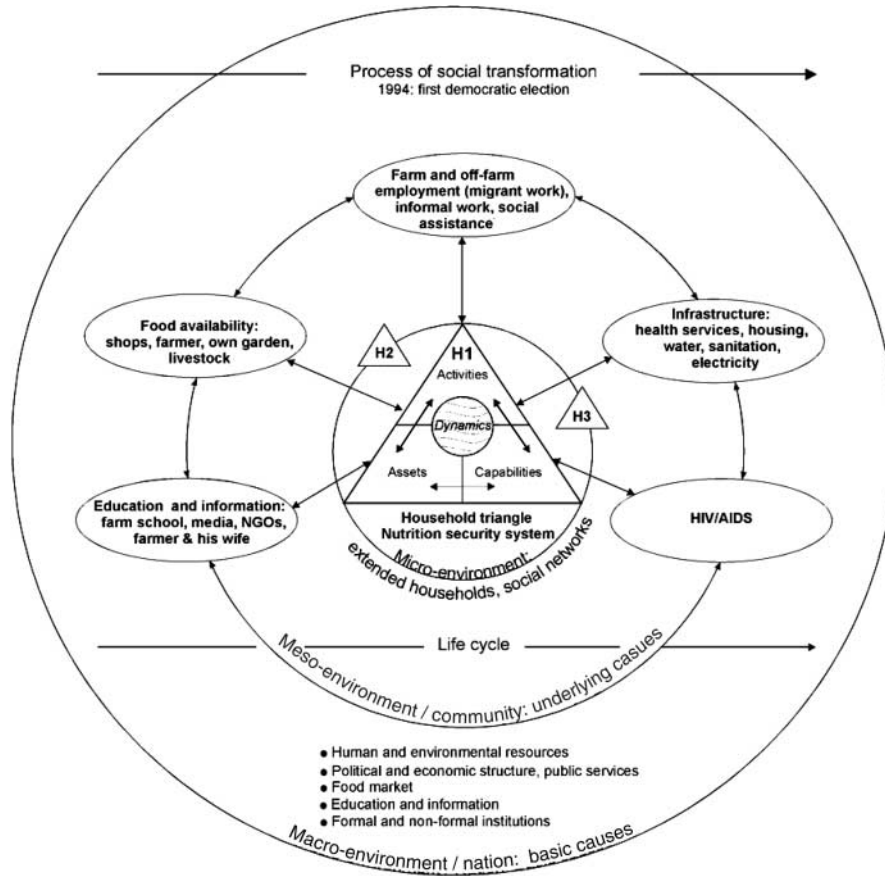 Process of social transformation
1994: first democratic election
Farm and off-farm
employment (migrant work),
informal work, social
assistance
Food availability:
shops, farmer, own garden,
livestock
Infrastructure:
health services, housing,
water, sanitation,
electricity
H2
H1
Activities
H3
Dynamics
Assets
Capabilities
Education and information:
farm school, media, NGOs,
farmer & his wife
HIV/AIDS
Household triangle
Nutrition security system
Micro-environment:
extended households, social networks
Life cycle
Meso-environment / community: underlying casues
● Human and environmental resources
● Political and economic structure, public services
● Food market
● Education and information
● Formal and non-formal institutions
Macro-environment / nation: basic causes